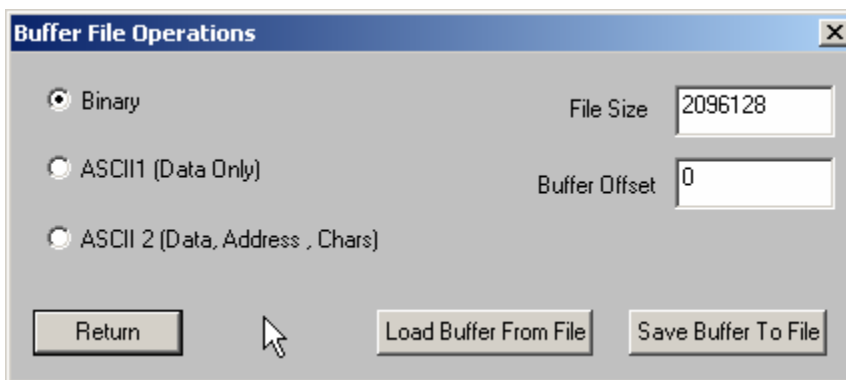 Buffer File Operations
Binary
File Size 2096128
ASCII1 (Data Only)
Buffer Offset 0
ASCII 2 (Data, Address , Chars)
Return Load Buffer From File Save Buffer To File